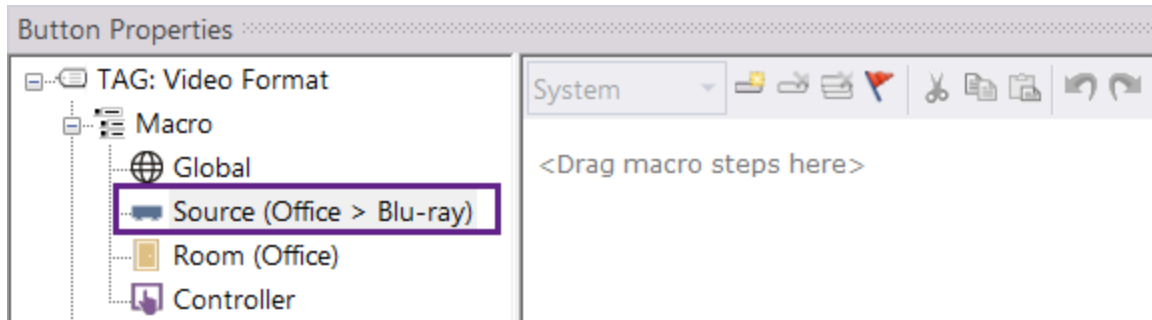 Button Properties
TAG: Video Format
Macro
Global
Source (Office > Blu-ray)
Room (Office)
Controller
System
<Drag macro steps here>